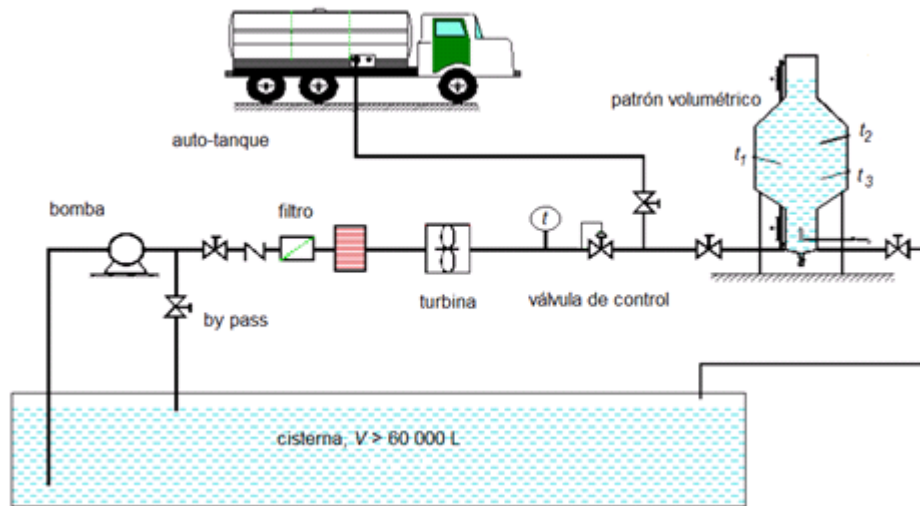 patrón volumétrico
auto-tanque
t₁
t₂
t₃
bomba
filtro
t
turbina
válvula de control
by pass
cisterna, V > 60 000 L